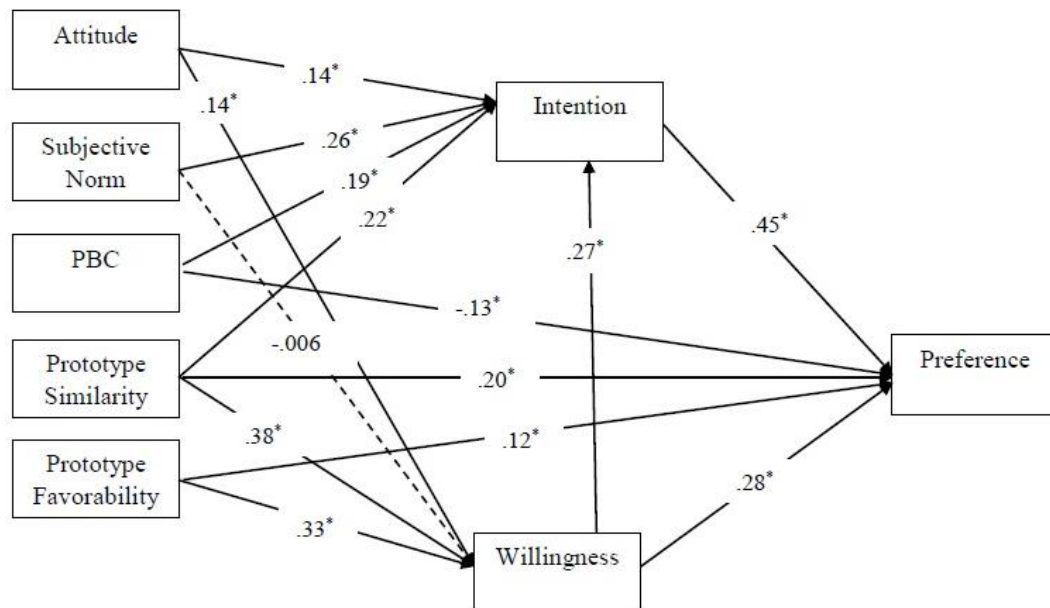 Attitude
.14*
.14*
Intention
Subjective
Norm
.26*
.19*
.22*
PBC
.27*
.45*
-.13*
-.006
Prototype
Similarity
.20*
Preference
.38*
.12*
Prototype
Favorability
.28*
.33*
Willingness